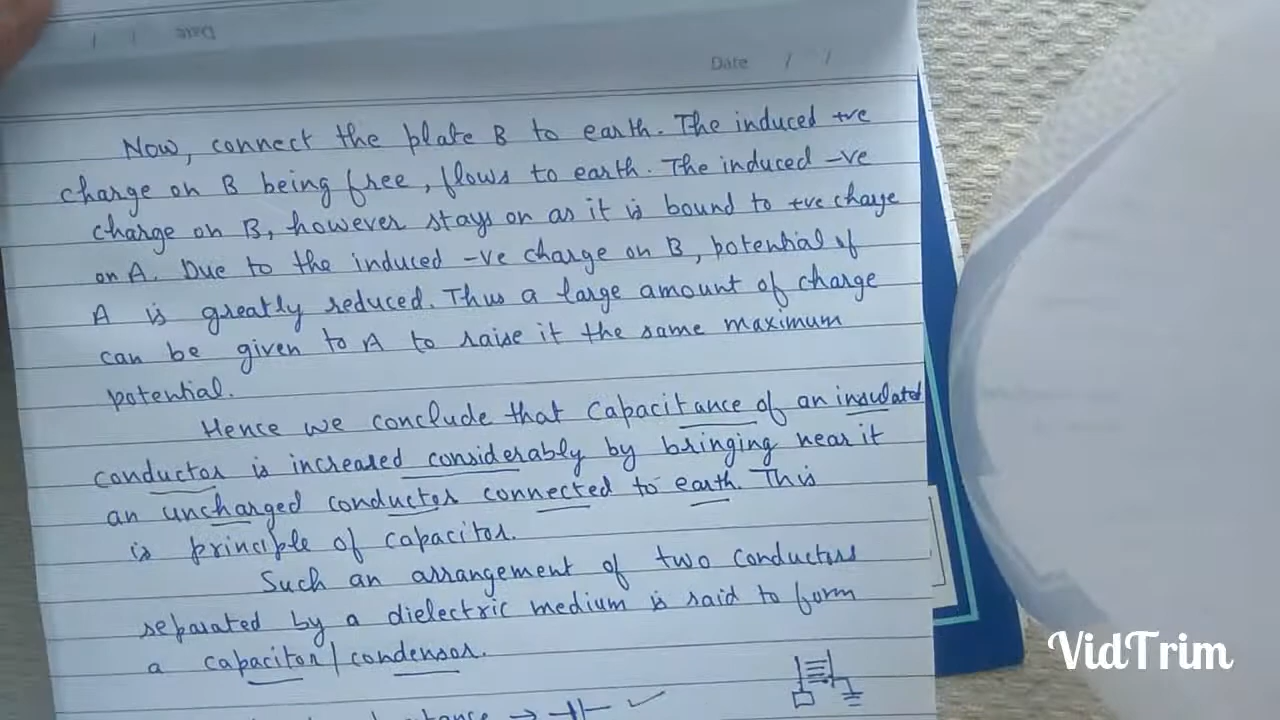 Date / /
Date / /
Now, connect the plate B to earth. The induced +ve
charge on B being free, flows to earth. The induced -ve
charge on B, however stays on as it is bound to +ve charge
on A. Due to the induced -ve charge on B, potential of
A is greatly reduced. Thus a large amount of charge
can be given to A to raise it the same maximum
potential.
Hence we conclude that capacitance of an insulated
conductor is increased considerably by bringing near it
an uncharged conductor connected to earth. This
is principle of capacitor.
Such an arrangement of two conductors
separated by a dielectric medium is said to form
a capacitor/condensor.
VidTrim